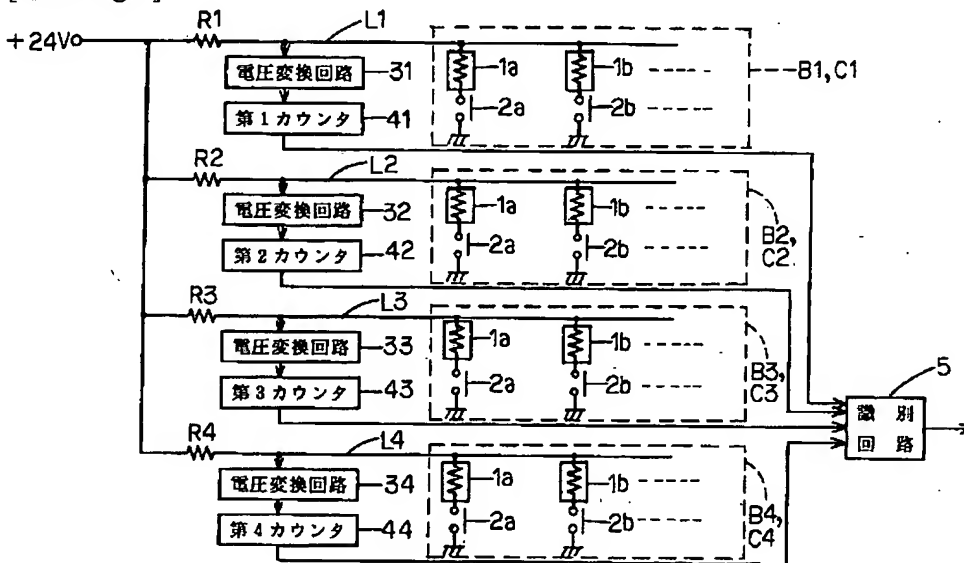 R1
L1
+24V
電圧変換回路
31
1a
1b
B1,C1
第1カウンタ
41
2a
2b
R2
L2
電圧変換回路
32
1a
1b
第2カウンタ
42
2a
2b
B2,
C2
R3
L3
電圧変換回路
33
1a
1b
第3カウンタ
43
2a
2b
B3,
C3
5
識別
回路
R4
L4
電圧変換回路
34
1a
1b
第4カウンタ
44
2a
2b
B4,
C4